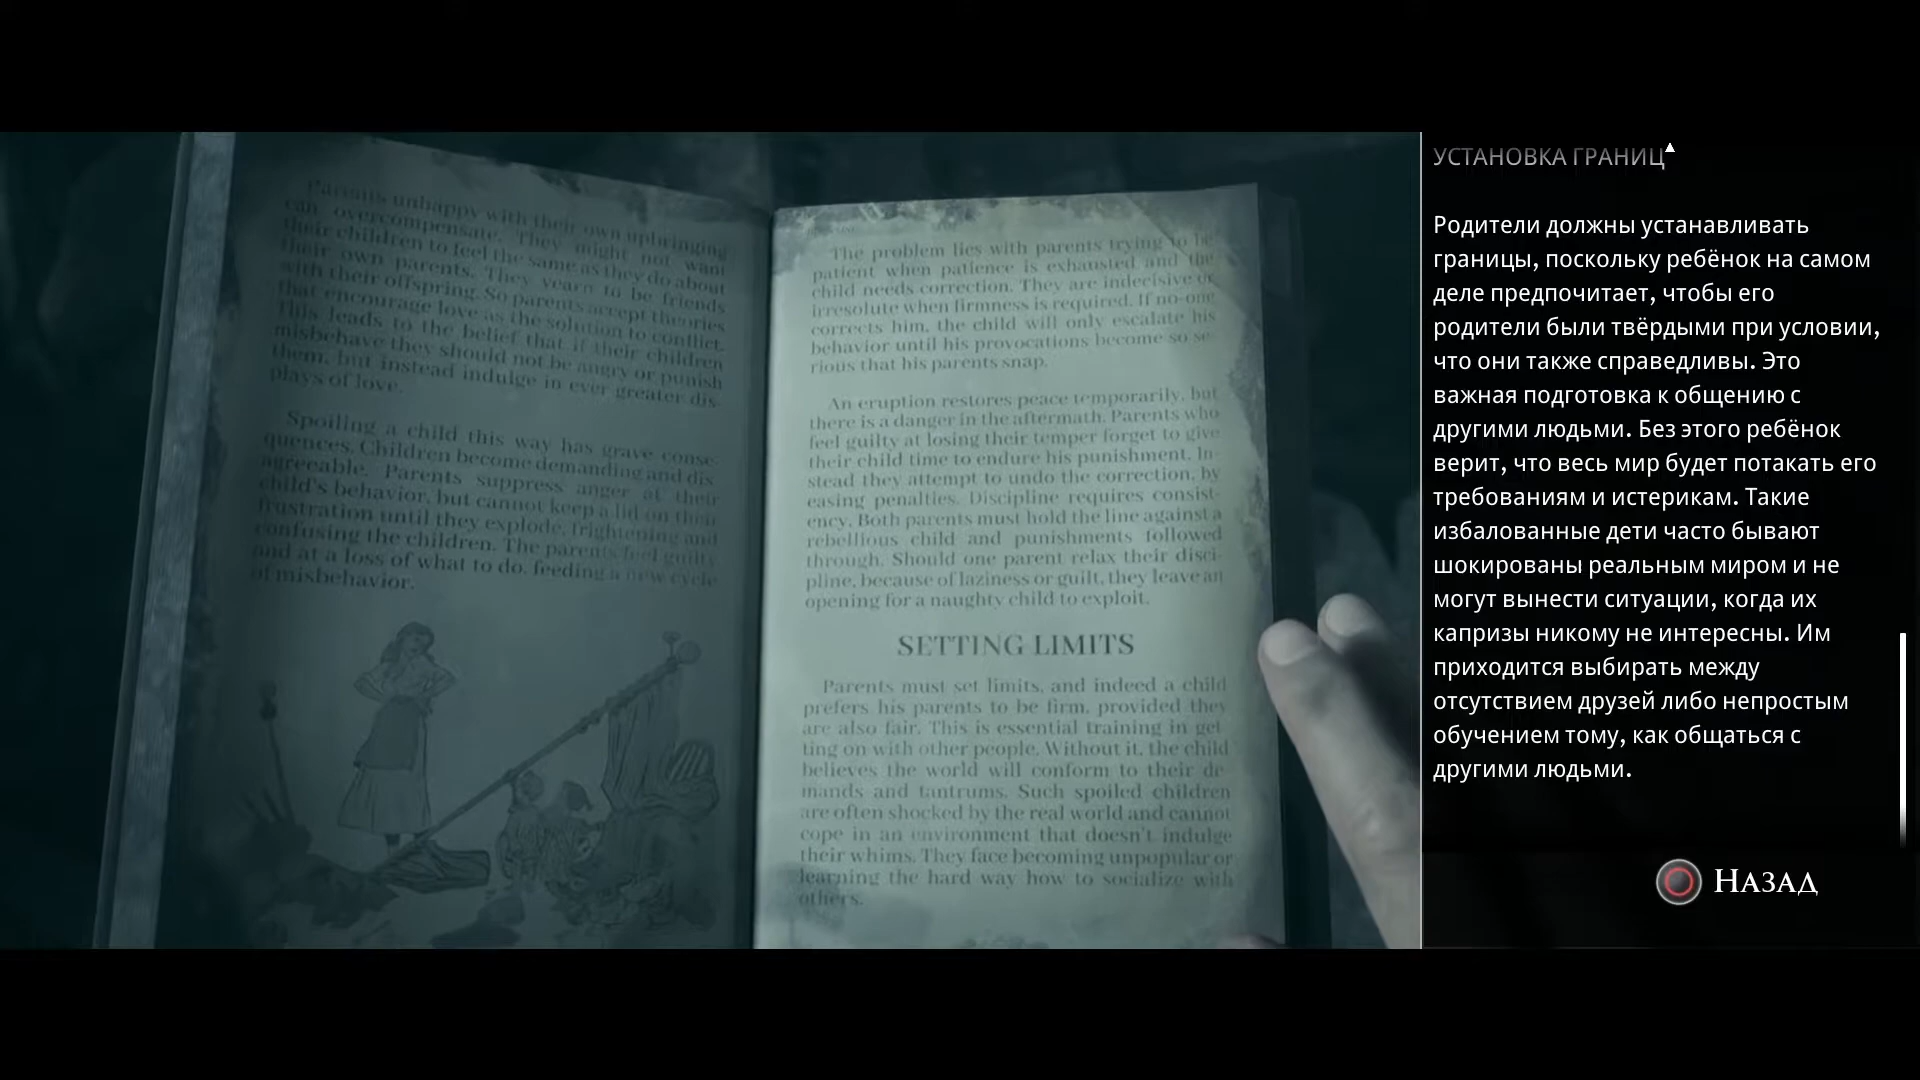 Parents unhappy with their own upbringing
can overcompensate. They might not want
their children to feel the same as they do about
their own parents. They yearn to be friends
with their offspring. So parents accept theories
that encourage love as the solution to conflict.
This leads to the belief that if their children
misbehave they should not be angry or punish
them, but instead indulge in ever greater dis-
plays of love.
Spoiling a child this way has grave conse-
quences. Children become demanding and dis-
agreeable. Parents suppress anger at their
child's behavior, but cannot keep a lid on their
frustration until they explode, frightening and
confusing the children. The parents feel guilty
and at a loss of what to do, feeding a new cycle
of misbehavior.
The problem lies with parents trying to be
patient when patience is exhausted and the
child needs correction. They are indecisive or
irresolute when firmness is required. If no-one
corrects him, the child will only escalate his
behavior until his provocations become so se-
rious that his parents snap.
An eruption restores peace temporarily, but
there is a danger in the aftermath. Parents who
feel guilty at losing their temper forget to give
their child time to endure his punishment. In-
stead they attempt to undo the correction, by
easing penalties. Discipline requires consist-
ency. Both parents must hold the line against a
rebellious child and punishments followed
through. Should one parent relax their disci-
pline, because of laziness or guilt, they leave an
opening for a naughty child to exploit.
SETTING LIMITS
Parents must set limits, and indeed a child
prefers his parents to be firm, provided they
are also fair. This is essential training in get-
ting on with other people. Without it, the child
believes the world will conform to their de-
mands and tantrums. Such spoiled children
are often shocked by the real world and cannot
cope in an environment that doesn't indulge
their whims. They face becoming unpopular or
learning the hard way how to socialize with
others.
УСТАНОВКА ГРАНИЦ
Родители должны устанавливать
границы, поскольку ребёнок на самом
деле предпочитает, чтобы его
родители были твёрдыми при условии,
что они также справедливы. Это
важная подготовка к общению с
другими людьми. Без этого ребёнок
верит, что весь мир будет потакать его
требованиям и истерикам. Такие
избалованные дети часто бывают
шокированы реальным миром и не
могут вынести ситуации, когда их
капризы никому не интересны. Им
приходится выбирать между
отсутствием друзей либо непростым
обучением тому, как общаться с
другими людьми.
НАЗАД